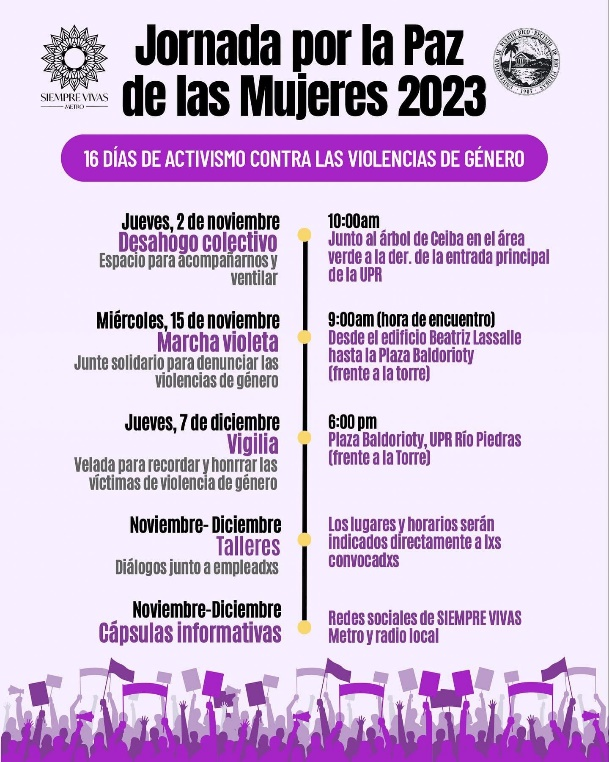 Jornada por la Paz
de las Mujeres 2023
SIEMPRE VIVAS
METRO
16 DÍAS DE ACTIVISMO CONTRA LAS VIOLENCIAS DE GÉNERO
Jueves, 2 de noviembre
Desahogo colectivo
Espacio para acompañarnos y
ventilar
10:00am
Junto al árbol de Ceiba en el área
verde a la der. de la entrada principal
de la UPR
Miércoles, 15 de noviembre
Marcha violeta
Junte solidario para denunciar las
violencias de género
9:00am (hora de encuentro)
Desde el edificio Beatriz Lassalle
hasta la Plaza Baldorioty
(frente a la torre)
Jueves, 7 de diciembre
Vigilia
Velada para recordar y honrrar las
víctimas de violencia de género
6:00 pm
Plaza Baldorioty, UPR Río Piedras
(frente a la Torre)
Noviembre- Diciembre
Talleres
Diálogos junto a empleadxs
Los lugares y horarios serán
indicados directamente a lxs
convocadxs
Noviembre-Diciembre
Cápsulas informativas
Redes sociales de SIEMPRE VIVAS
Metro y radio local